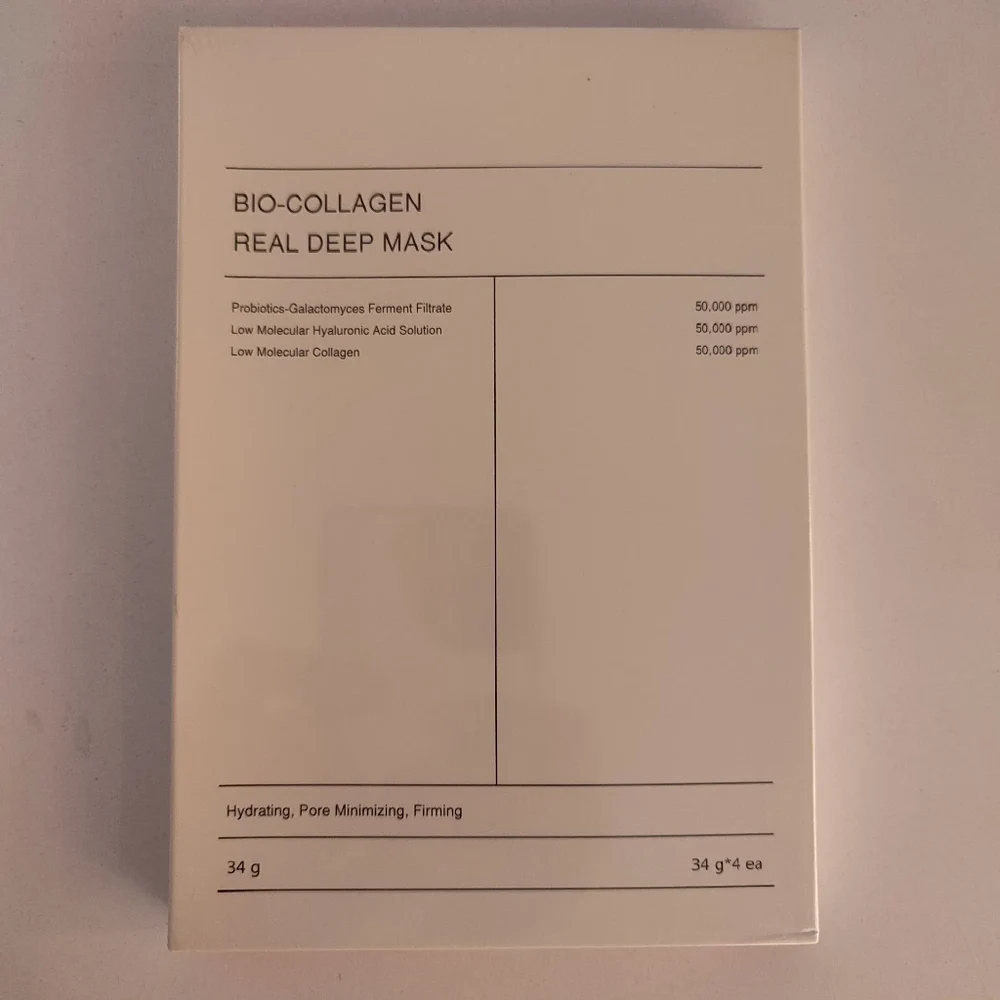 BIO-COLLAGEN
REAL DEEP MASK
Probiotics-Galactomyces Ferment Filtrate 50,000 ppm
Low Molecular Hyaluronic Acid Solution 50,000 ppm
Low Molecular Collagen 50,000 ppm
Hydrating, Pore Minimizing, Firming
34 g 34 g*4 ea